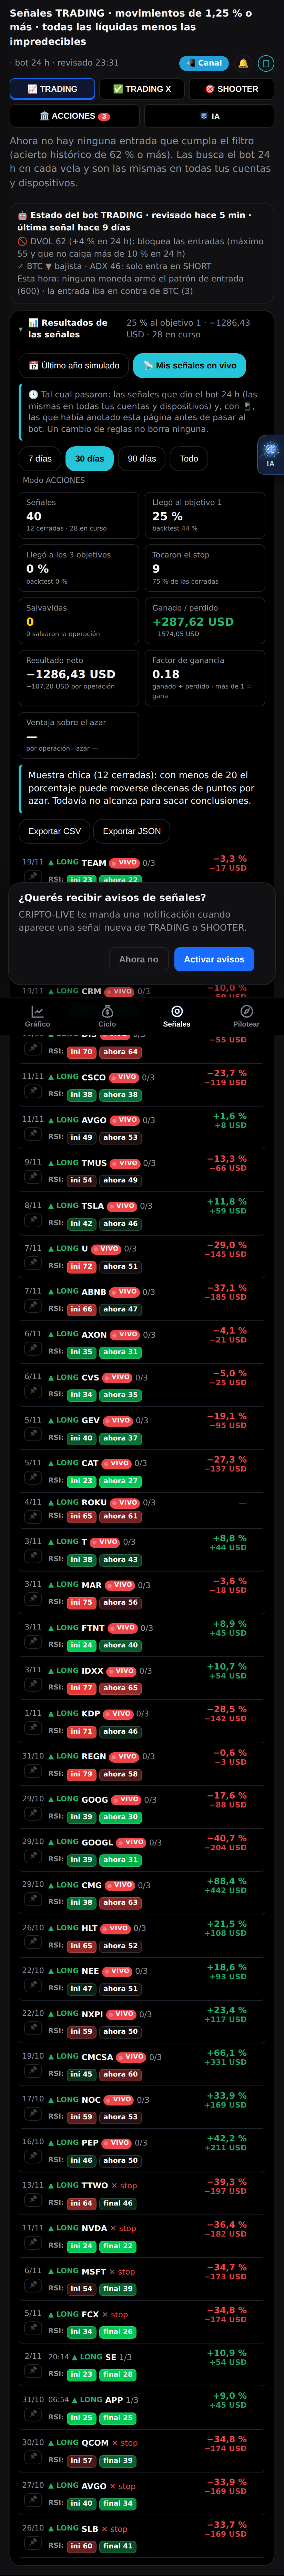 Señales TRADING · movimientos de 1,25 % o
más · todas las líquidas menos las
impredecibles
· bot 24 h · revisado 23:31
📲 Canal
🔔
📈 TRADING
✅ TRADING X
🎯 SHOOTER
🏛️ ACCIONES 3
IA
Ahora no hay ninguna entrada que cumpla el filtro
(acierto histórico de 62 % o más). Las busca el bot 24
h en cada vela y son las mismas en todas tus cuentas
y dispositivos.
🤖 Estado del bot TRADING · revisado hace 5 min ·
última señal hace 9 días
🚫 DVOL 62 (+4 % en 24 h): bloquea las entradas (máximo
55 y que no caiga más de 10 % en 24 h)
✓ BTC ▼ bajista · ADX 46: solo entra en SHORT
Esta hora: ninguna moneda armó el patrón de entrada
(600) · la entrada iba en contra de BTC (3)
▼ 📊 Resultados de
las señales
25 % al objetivo 1 · −1286,43
USD · 28 en curso
📅 Último año simulado
📡 Mis señales en vivo
🕒 Tal cual pasaron: las señales que dio el bot 24 h (las
mismas en todas tus cuentas y dispositivos) y, con 📱,
las que había anotado esta página antes de pasar al
bot. Un cambio de reglas no borra ninguna.
7 días
30 días
90 días
Todo
Modo ACCIONES
Señales
40
12 cerradas · 28 en curso
Llegó al objetivo 1
25 %
backtest 44 %
Llegó a los 3 objetivos
0 %
backtest 0 %
Tocaron el stop
9
75 % de las cerradas
Salvavidas
0
0 salvaron la operación
Ganado / perdido
+287,62 USD
−1574,05 USD
Resultado neto
−1286,43 USD
−107,20 USD por operación
Factor de ganancia
0.18
ganado ÷ perdido · más de 1 =
gana
Ventaja sobre el azar
—
por operación · azar —
Muestra chica (12 cerradas): con menos de 20 el
porcentaje puede moverse decenas de puntos por
azar. Todavía no alcanza para sacar conclusiones.
Exportar CSV
Exportar JSON
IA
19/11 ▲ LONG TEAM VIVO 0/3 −3,3 %
RSI: ini 23 ahora 22 −17 USD
¿Querés recibir avisos de señales?
CRIPTO-LIVE te manda una notificación cuando
aparece una señal nueva de TRADING o SHOOTER.
Ahora no
Activar avisos
19/11 ▲ LONG CRM VIVO 0/3 −10,0 %
Gráfico
Ciclo
Señales
Pilotear
RSI: ini 70 ahora 64 −55 USD
11/11 ▲ LONG CSCO VIVO 0/3 −23,7 %
RSI: ini 38 ahora 38 −119 USD
11/11 ▲ LONG AVGO VIVO 0/3 +1,6 %
RSI: ini 49 ahora 53 +8 USD
9/11 ▲ LONG TMUS VIVO 0/3 −13,3 %
RSI: ini 54 ahora 49 −66 USD
8/11 ▲ LONG TSLA VIVO 0/3 +11,8 %
RSI: ini 42 ahora 46 +59 USD
7/11 ▲ LONG U VIVO 0/3 −29,0 %
RSI: ini 72 ahora 51 −145 USD
7/11 ▲ LONG ABNB VIVO 0/3 −37,1 %
RSI: ini 66 ahora 47 −185 USD
6/11 ▲ LONG AXON VIVO 0/3 −4,1 %
RSI: ini 35 ahora 31 −21 USD
6/11 ▲ LONG CVS VIVO 0/3 −5,0 %
RSI: ini 34 ahora 35 −25 USD
5/11 ▲ LONG GEV VIVO 0/3 −19,1 %
RSI: ini 40 ahora 37 −95 USD
5/11 ▲ LONG CAT VIVO 0/3 −27,3 %
RSI: ini 23 ahora 27 −137 USD
4/11 ▲ LONG ROKU VIVO 0/3 —
RSI: ini 65 ahora 61
3/11 ▲ LONG T VIVO 0/3 +8,8 %
RSI: ini 38 ahora 43 +44 USD
3/11 ▲ LONG MAR VIVO 0/3 −3,6 %
RSI: ini 75 ahora 56 −18 USD
3/11 ▲ LONG FTNT VIVO 0/3 +8,9 %
RSI: ini 24 ahora 40 +45 USD
3/11 ▲ LONG IDXX VIVO 0/3 +10,7 %
RSI: ini 77 ahora 65 +54 USD
1/11 ▲ LONG KDP VIVO 0/3 −28,5 %
RSI: ini 71 ahora 46 −142 USD
31/10 ▲ LONG REGN VIVO 0/3 −0,6 %
RSI: ini 79 ahora 58 −3 USD
29/10 ▲ LONG GOOG VIVO 0/3 −17,6 %
RSI: ini 39 ahora 30 −88 USD
29/10 ▲ LONG GOOGL VIVO 0/3 −40,7 %
RSI: ini 39 ahora 31 −204 USD
29/10 ▲ LONG CMG VIVO 0/3 +88,4 %
RSI: ini 38 ahora 63 +442 USD
26/10 ▲ LONG HLT VIVO 0/3 +21,5 %
RSI: ini 65 ahora 52 +108 USD
22/10 ▲ LONG NEE VIVO 0/3 +18,6 %
RSI: ini 47 ahora 51 +93 USD
22/10 ▲ LONG NXPI VIVO 0/3 +23,4 %
RSI: ini 59 ahora 50 +117 USD
19/10 ▲ LONG CMCSA VIVO 0/3 +66,1 %
RSI: ini 45 ahora 60 +331 USD
17/10 ▲ LONG NOC VIVO 0/3 +33,9 %
RSI: ini 59 ahora 53 +169 USD
16/10 ▲ LONG PEP VIVO 0/3 +42,2 %
RSI: ini 46 ahora 50 +211 USD
13/11 ▲ LONG TTWO ✕ stop −39,3 %
RSI: ini 64 final 46 −197 USD
11/11 ▲ LONG NVDA ✕ stop −36,4 %
RSI: ini 24 final 22 −182 USD
6/11 ▲ LONG MSFT ✕ stop −34,7 %
RSI: ini 54 final 39 −173 USD
5/11 ▲ LONG FCX ✕ stop −34,8 %
RSI: ini 34 final 26 −174 USD
2/11 20:14 ▲ LONG SE 1/3 +10,9 %
RSI: ini 23 final 28 +54 USD
31/10 06:54 ▲ LONG APP 1/3 +9,0 %
RSI: ini 25 final 25 +45 USD
30/10 ▲ LONG QCOM ✕ stop −34,8 %
RSI: ini 57 final 39 −174 USD
27/10 ▲ LONG AVGO ✕ stop −33,9 %
RSI: ini 40 final 34 −169 USD
26/10 ▲ LONG SLB ✕ stop −33,7 %
RSI: ini 60 final 41 −169 USD